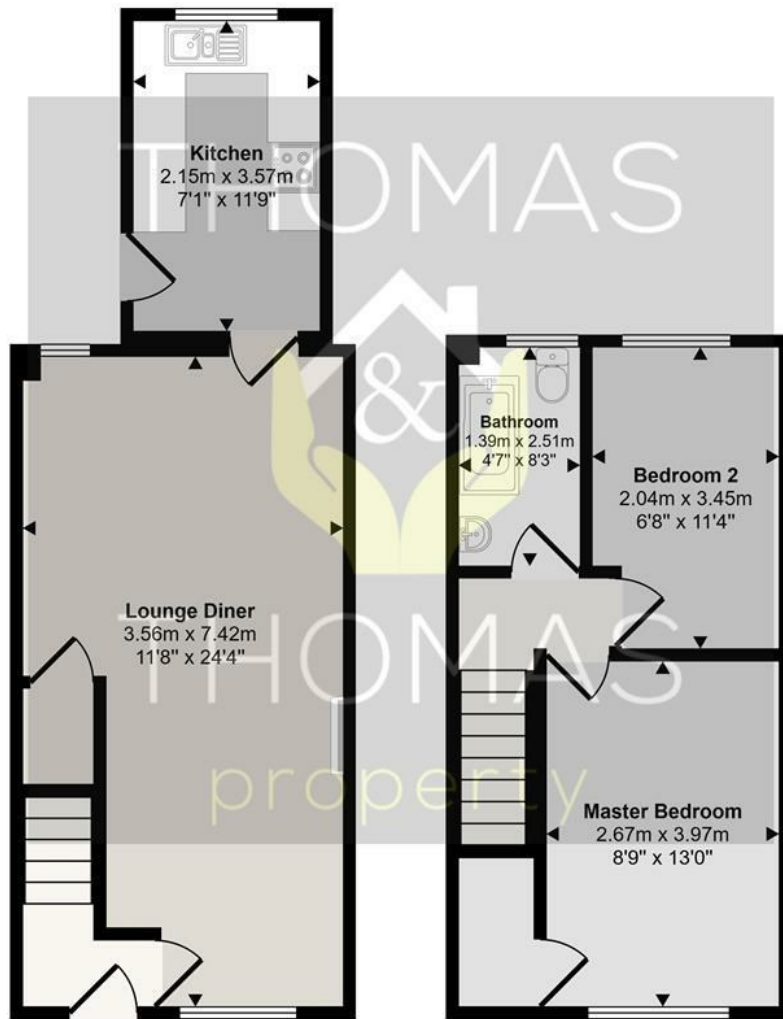 THOMAS
&
THOMAS
property
Kitchen
2.15m x 3.57m
7'1" x 11'9"
Lounge Diner
3.56m x 7.42m
11'8" x 24'4"
Bathroom
1.39m x 2.51m
4'7" x 8'3"
Bedroom 2
2.04m x 3.45m
6'8" x 11'4"
Master Bedroom
2.67m x 3.97m
8'9" x 13'0"